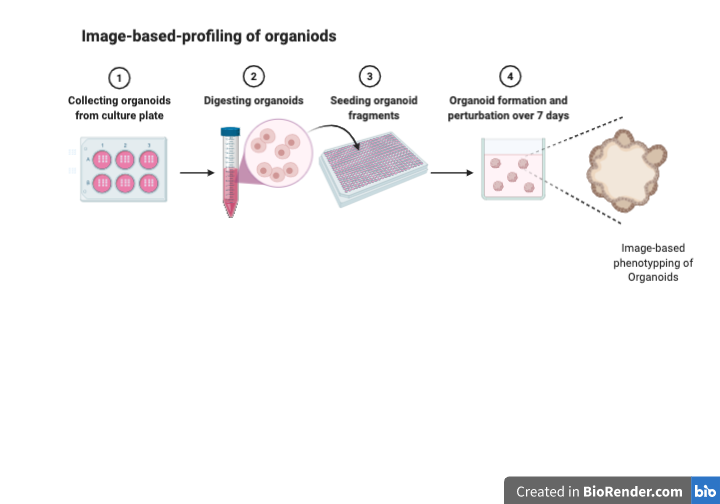 Image-based-profiling of organiods
1
2
3
4
Collecting organoids
from culture plate
Digesting organoids
Seeding organoid
fragments
Organoid formation and
perturbation over 7 days
1 2 3
A
B
Image-based
phenotypping of
Organoids
Created in BioRender.com bio